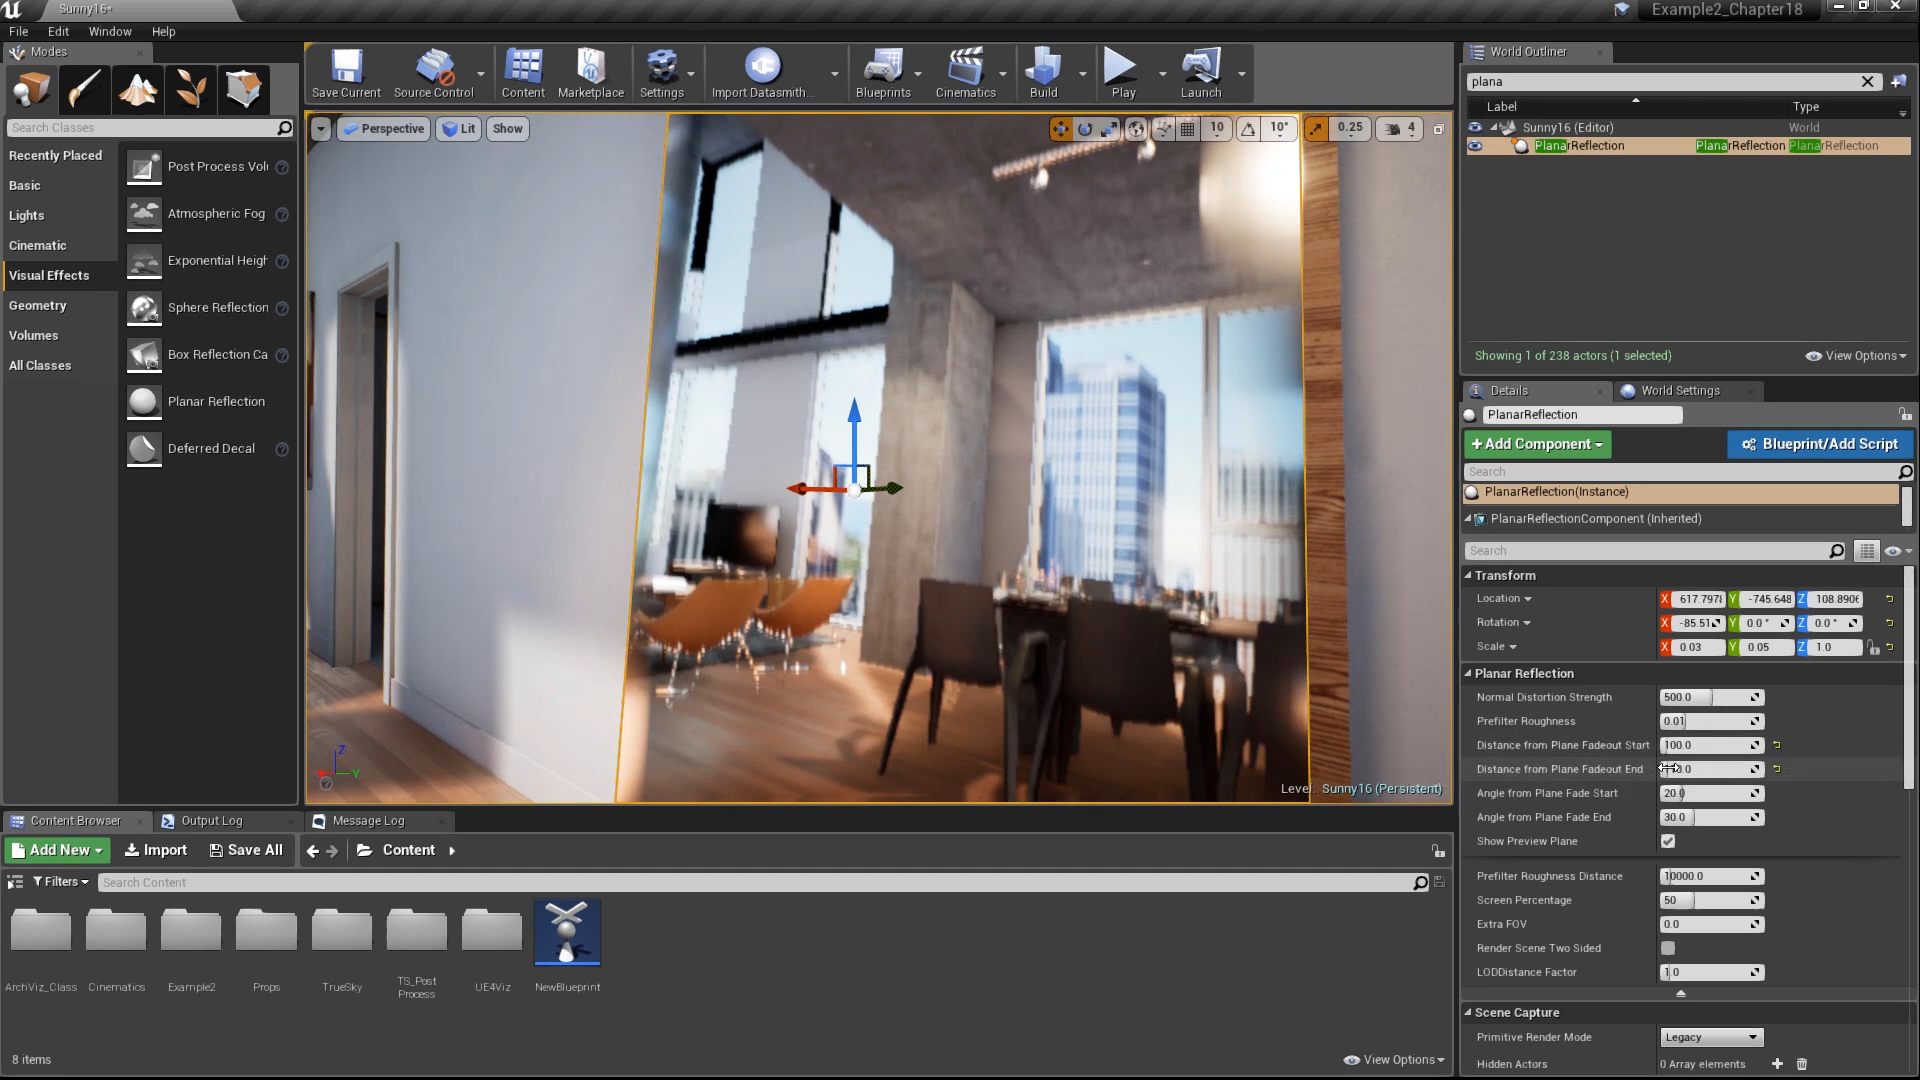 Sunny16*
Example2_Chapter18
File Edit Window Help
Modes
Search Classes
Recently Placed
Basic
Lights
Cinematic
Visual Effects
Geometry
Volumes
All Classes
Post Process Volu
Atmospheric Fog
Exponential Heigh
Sphere Reflection
Box Reflection Ca
Planar Reflection
Deferred Decal
Save Current Source Control Content Marketplace Settings Import Datasmith... Blueprints Cinematics Build Play Launch
Perspective Lit Show 10 10° 0.25 4
Level: Sunny16 (Persistent)
World Outliner
plana
Label Type
Sunny16 (Editor) World
PlanarReflection PlanarReflection PlanarReflection
Showing 1 of 238 actors (1 selected) View Options
Details World Settings
PlanarReflection
+Add Component Blueprint/Add Script
Search
PlanarReflection(Instance)
PlanarReflectionComponent (Inherited)
Search
Transform
Location X 617.7978 Y -745.648 Z 108.8906
Rotation X -85.51 Y 0.0 ° Z 0.0 °
Scale X 0.03 Y 0.05 Z 1.0
Planar Reflection
Normal Distortion Strength 500.0
Prefilter Roughness 0.01
Distance from Plane Fadeout Start 100.0
Distance from Plane Fadeout End
Angle from Plane Fade Start 20.0
Angle from Plane Fade End 30.0
Show Preview Plane
Prefilter Roughness Distance 10000.0
Screen Percentage 50
Extra FOV 0.0
Render Scene Two Sided
LODDistance Factor 1.0
Scene Capture
Primitive Render Mode Legacy
Hidden Actors 0 Array elements
Content Browser Output Log Message Log
Add New Import Save All Content
Filters Search Content
ArchViz_Class Cinematics Example2 Props TrueSky TS_Post Process UE4Viz NewBlueprint
8 items View Options